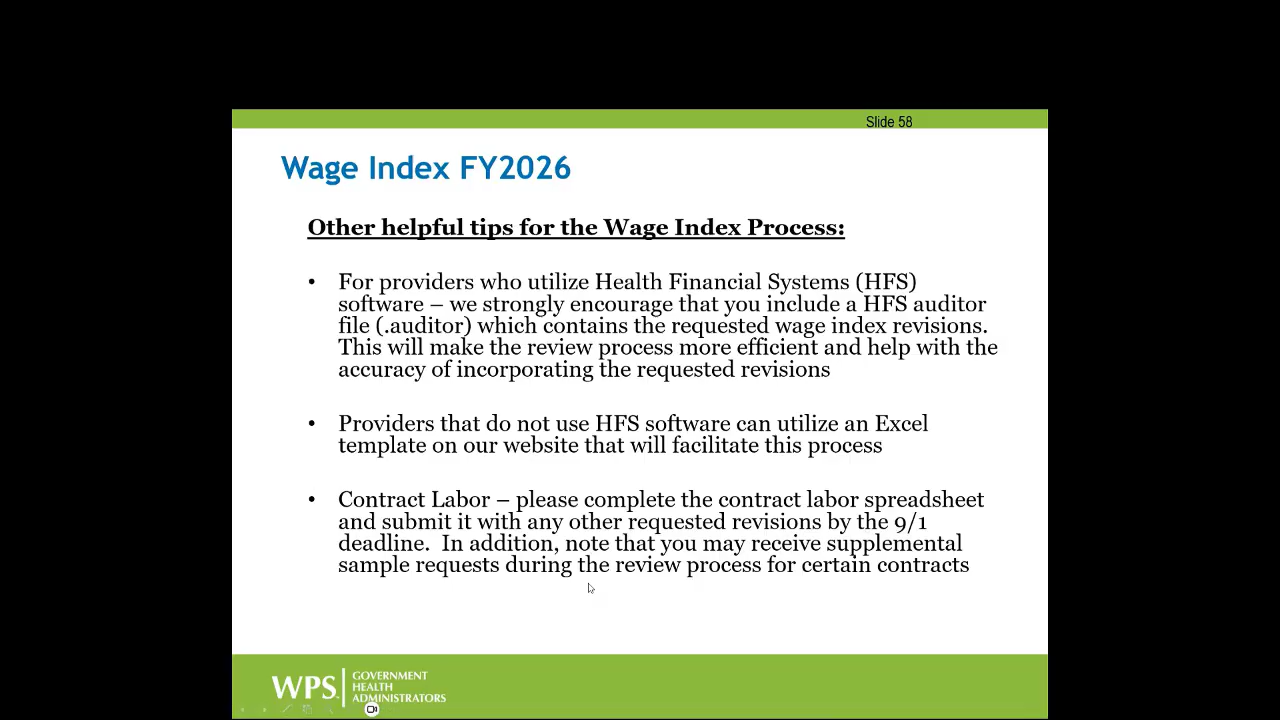 Slide 58
Wage Index FY2026
Other helpful tips for the Wage Index Process:
• For providers who utilize Health Financial Systems (HFS)
software – we strongly encourage that you include a HFS auditor
file (.auditor) which contains the requested wage index revisions.
This will make the review process more efficient and help with the
accuracy of incorporating the requested revisions
• Providers that do not use HFS software can utilize an Excel
template on our website that will facilitate this process
• Contract Labor – please complete the contract labor spreadsheet
and submit it with any other requested revisions by the 9/1
deadline.  In addition, note that you may receive supplemental
sample requests during the review process for certain contracts
WPS
GOVERNMENT
HEALTH
ADMINISTRATORS